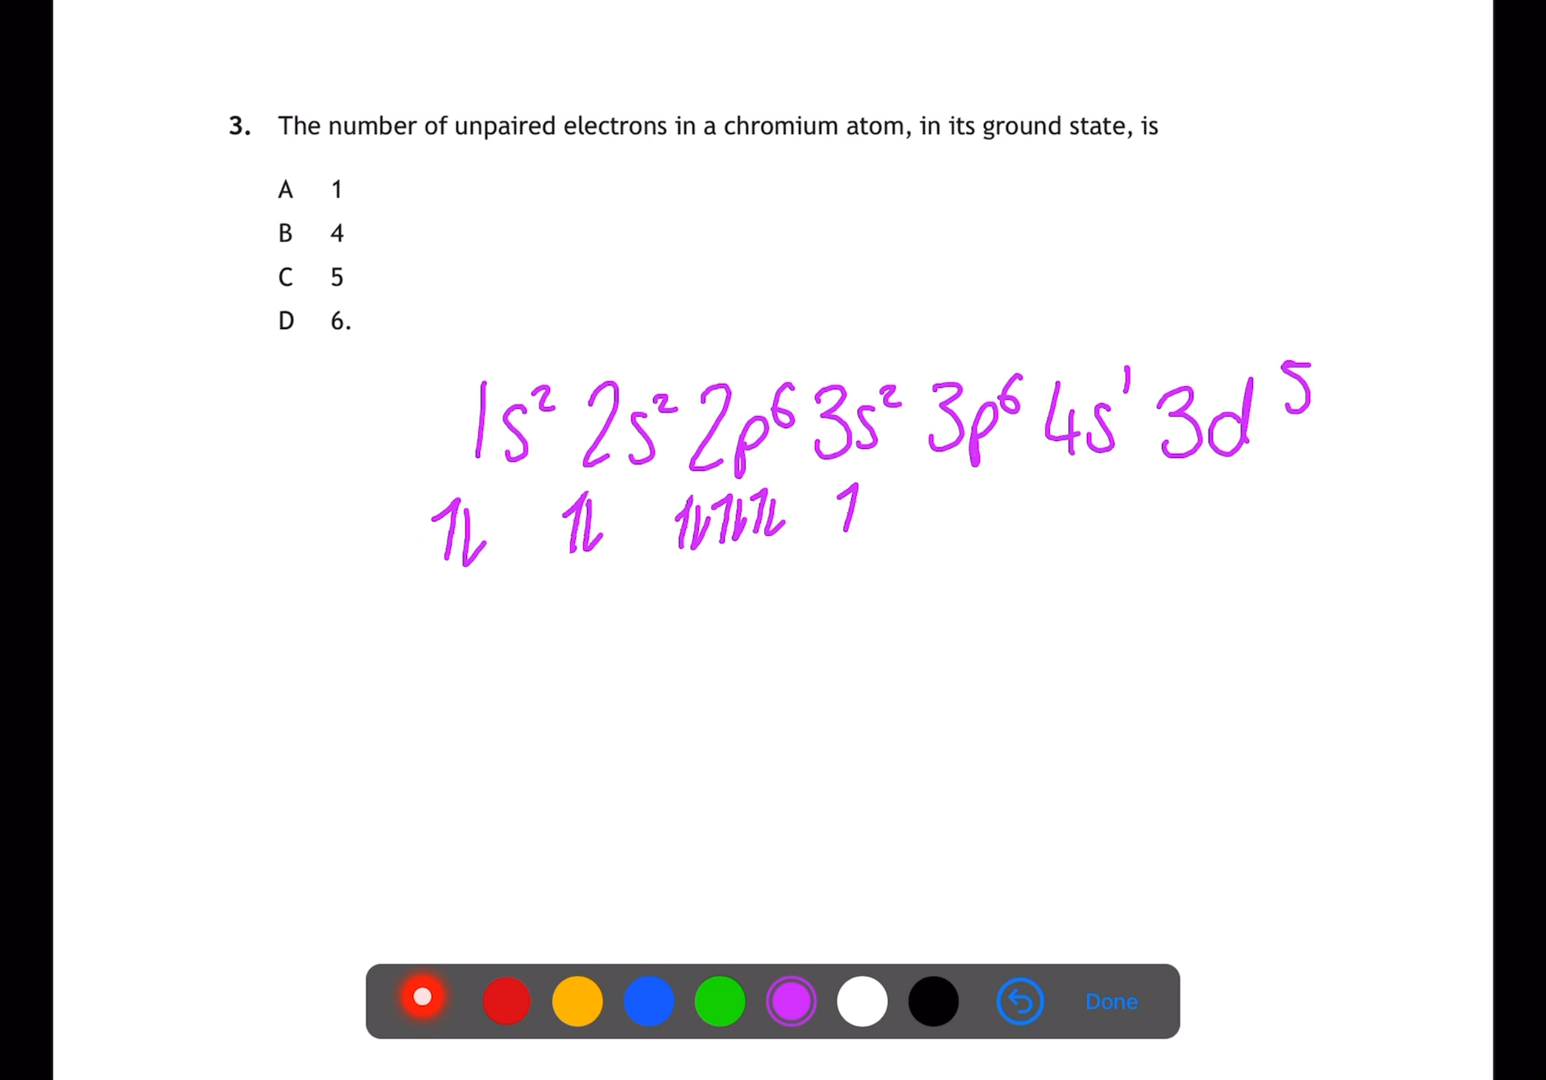 3. The number of unpaired electrons in a chromium atom, in its ground state, is
A 1
B 4
C 5
D 6.
1s² 2s² 2p⁶ 3s² 3p⁶ 4s¹ 3d⁵
⥮ ⥮ ⥮⥮⥮ ↿
Done